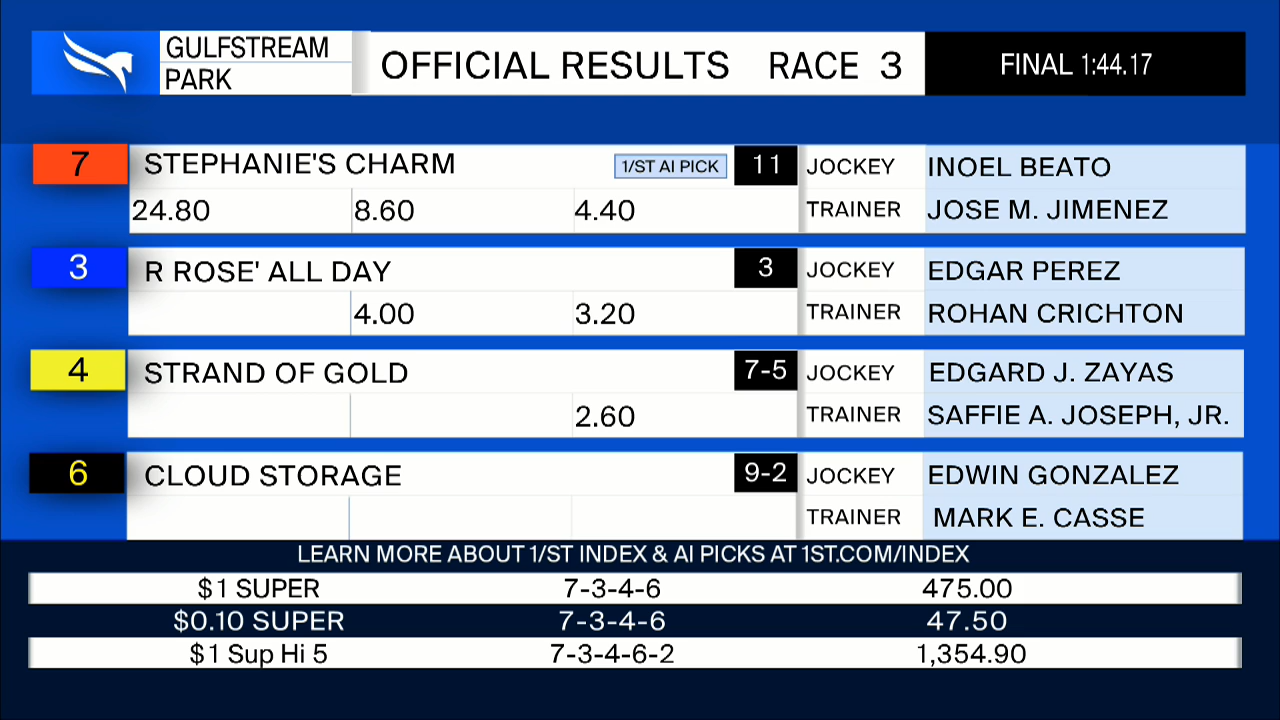 GULFSTREAM PARK OFFICIAL RESULTS RACE 3 FINAL 1:44.17
7 STEPHANIE'S CHARM 1/ST AI PICK 11 JOCKEY INOEL BEATO
24.80 8.60 4.40 TRAINER JOSE M. JIMENEZ
3 R ROSE' ALL DAY 3 JOCKEY EDGAR PEREZ
4.00 3.20 TRAINER ROHAN CRICHTON
4 STRAND OF GOLD 7-5 JOCKEY EDGARD J. ZAYAS
2.60 TRAINER SAFFIE A. JOSEPH, JR.
6 CLOUD STORAGE 9-2 JOCKEY EDWIN GONZALEZ
TRAINER MARK E. CASSE
LEARN MORE ABOUT 1/ST INDEX & AI PICKS AT 1ST.COM/INDEX
$1 SUPER 7-3-4-6 475.00
$0.10 SUPER 7-3-4-6 47.50
$1 Sup Hi 5 7-3-4-6-2 1,354.90